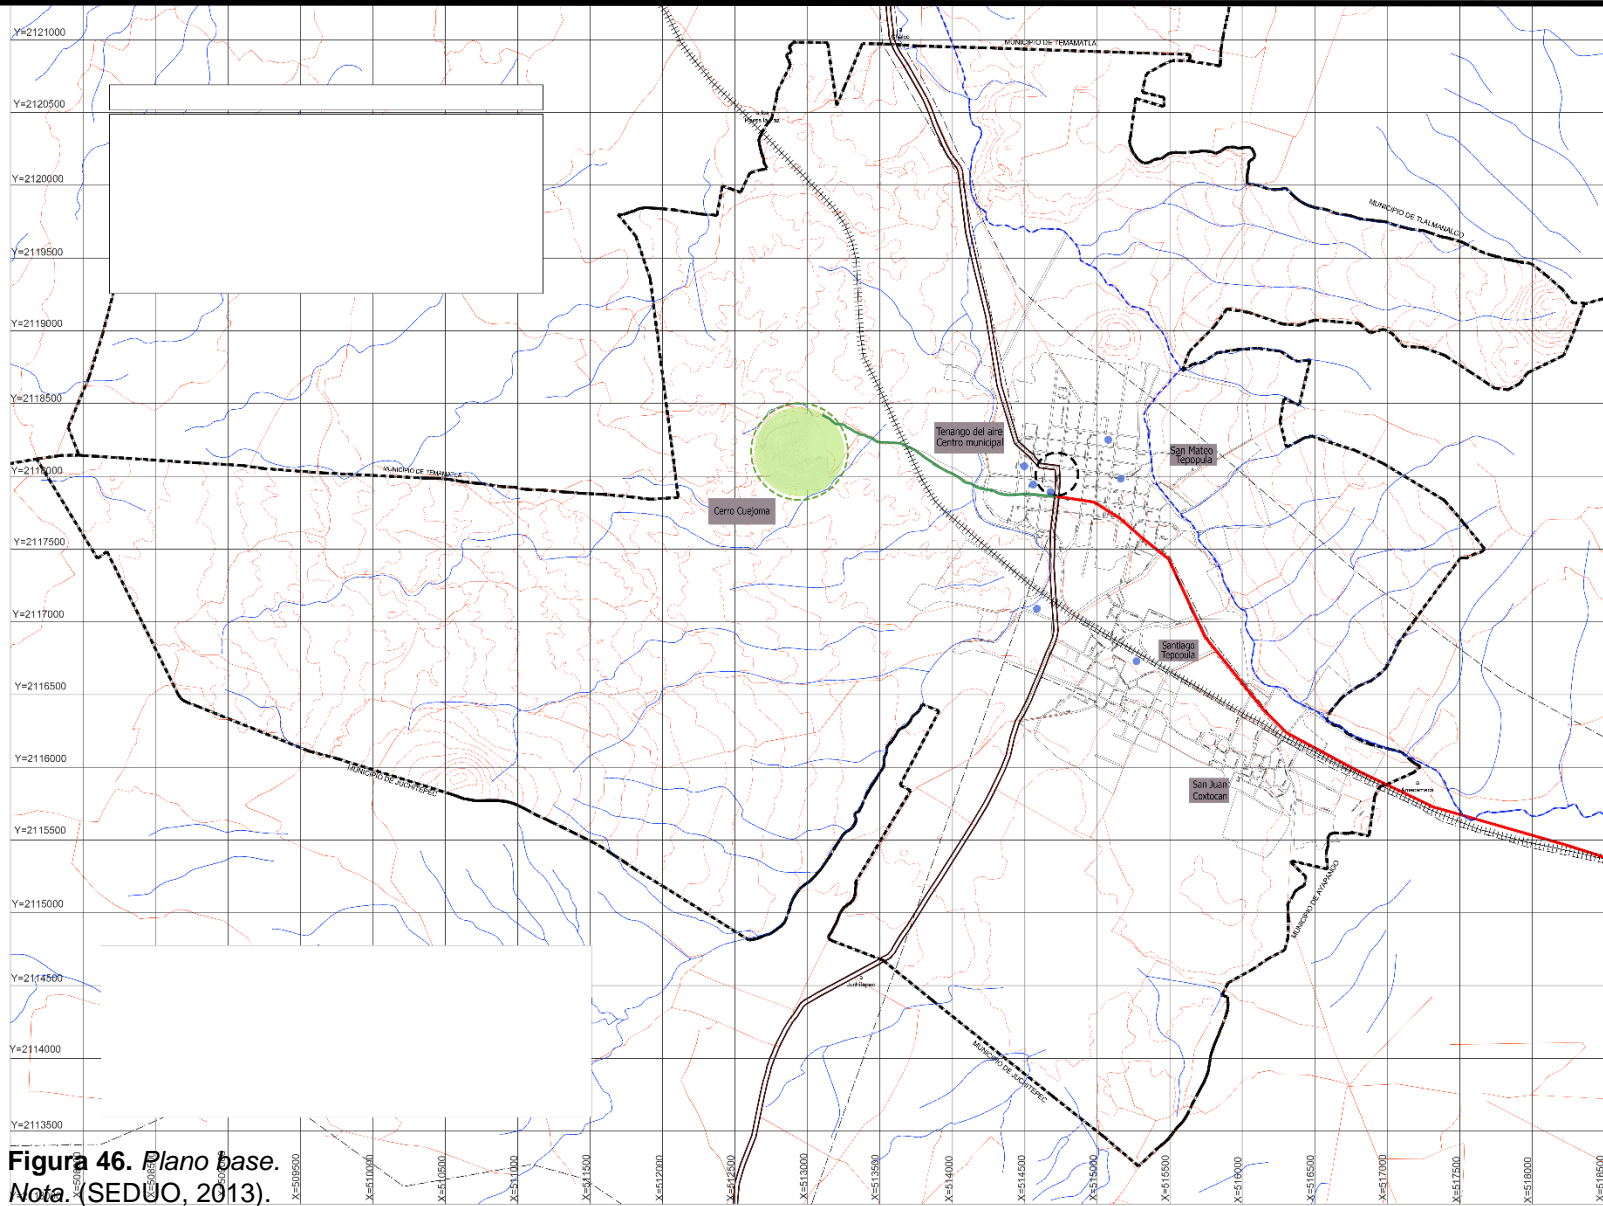 Y=2121000
MUNICIPIO DE TEMAMATLA
Y=2120500
Y=2120000
MUNICIPIO DE TLALMANALCO
Y=2119500
Y=2119000
Y=2118500
Tenango del aire
Centro municipal
San Mateo
Tepopula
Y=2118000
MUNICIPIO DE TEMAMATLA
Cerro Cuejoma
Y=2117500
Y=2117000
Santiago
Tepopula
Y=2116500
Y=2116000
MUNICIPIO DE JUCHITEPEC
San Juan
Coxtocan
Amecameca
Y=2115500
MUNICIPIO DE AYAPANGO
Y=2115000
Y=2114500
Juchitepec
Y=2114000
MUNICIPIO DE JUCHITEPEC
Y=2113500
X=509500
X=510000
X=510500
X=511000
X=511500
X=512000
X=512500
X=513000
X=513500
X=514000
X=514500
X=515000
X=515500
X=516000
X=516500
X=517000
X=517500
X=518000
X=518500
Figura 46. Plano base.
Nota. (SEDUO, 2013).